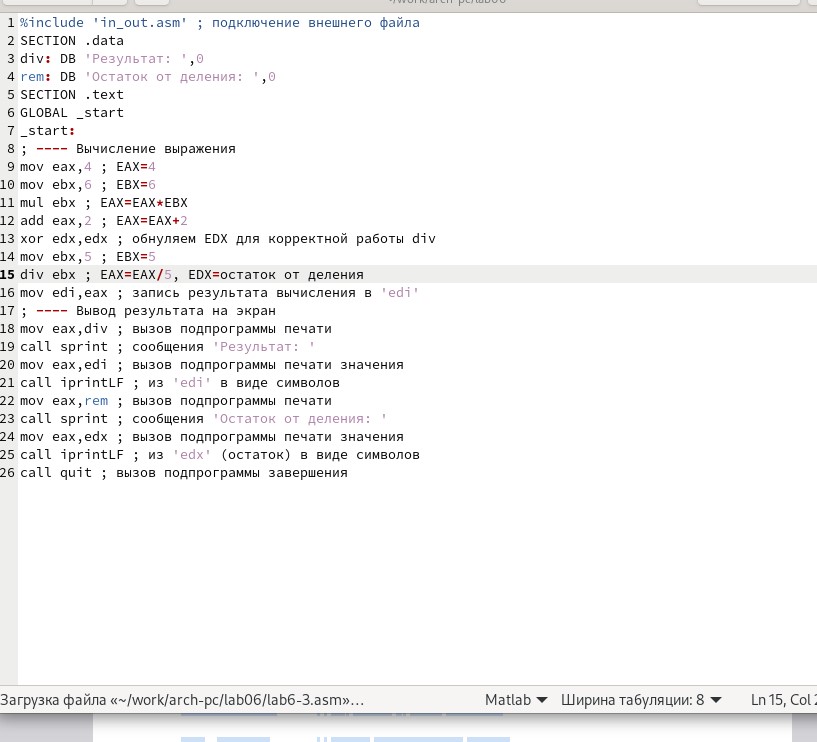 ~/work/arch-pc/lab06
1 %include 'in_out.asm' ; подключение внешнего файла
2 SECTION .data
3 div: DB 'Результат: ',0
4 rem: DB 'Остаток от деления: ',0
5 SECTION .text
6 GLOBAL _start
7 _start:
8 ; ---- Вычисление выражения
9 mov eax,4 ; EAX=4
10 mov ebx,6 ; EBX=6
11 mul ebx ; EAX=EAX*EBX
12 add eax,2 ; EAX=EAX+2
13 xor edx,edx ; обнуляем EDX для корректной работы div
14 mov ebx,5 ; EBX=5
15 div ebx ; EAX=EAX/5, EDX=остаток от деления
16 mov edi,eax ; запись результата вычисления в 'edi'
17 ; ---- Вывод результата на экран
18 mov eax,div ; вызов подпрограммы печати
19 call sprint ; сообщения 'Результат: '
20 mov eax,edi ; вызов подпрограммы печати значения
21 call iprintLF ; из 'edi' в виде символов
22 mov eax,rem ; вызов подпрограммы печати
23 call sprint ; сообщения 'Остаток от деления: '
24 mov eax,edx ; вызов подпрограммы печати значения
25 call iprintLF ; из 'edx' (остаток) в виде символов
26 call quit ; вызов подпрограммы завершения
Загрузка файла «~/work/arch-pc/lab06/lab6-3.asm»… Matlab Ширина табуляции: 8 Ln 15, Col